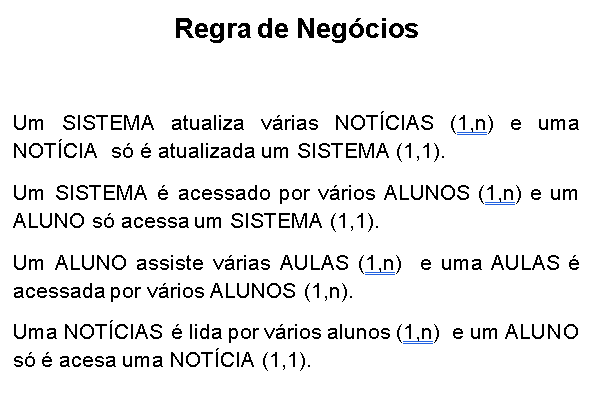 Regra de Negócios
Um SISTEMA atualiza várias NOTÍCIAS (1,n) e uma
NOTÍCIA só é atualizada um SISTEMA (1,1).
Um SISTEMA é acessado por vários ALUNOS (1,n) e um
ALUNO só acessa um SISTEMA (1,1).
Um ALUNO assiste várias AULAS (1,n) e uma AULAS é
acessada por vários ALUNOS (1,n).
Uma NOTÍCIAS é lida por vários alunos (1,n) e um ALUNO
só é acesa uma NOTÍCIA (1,1).